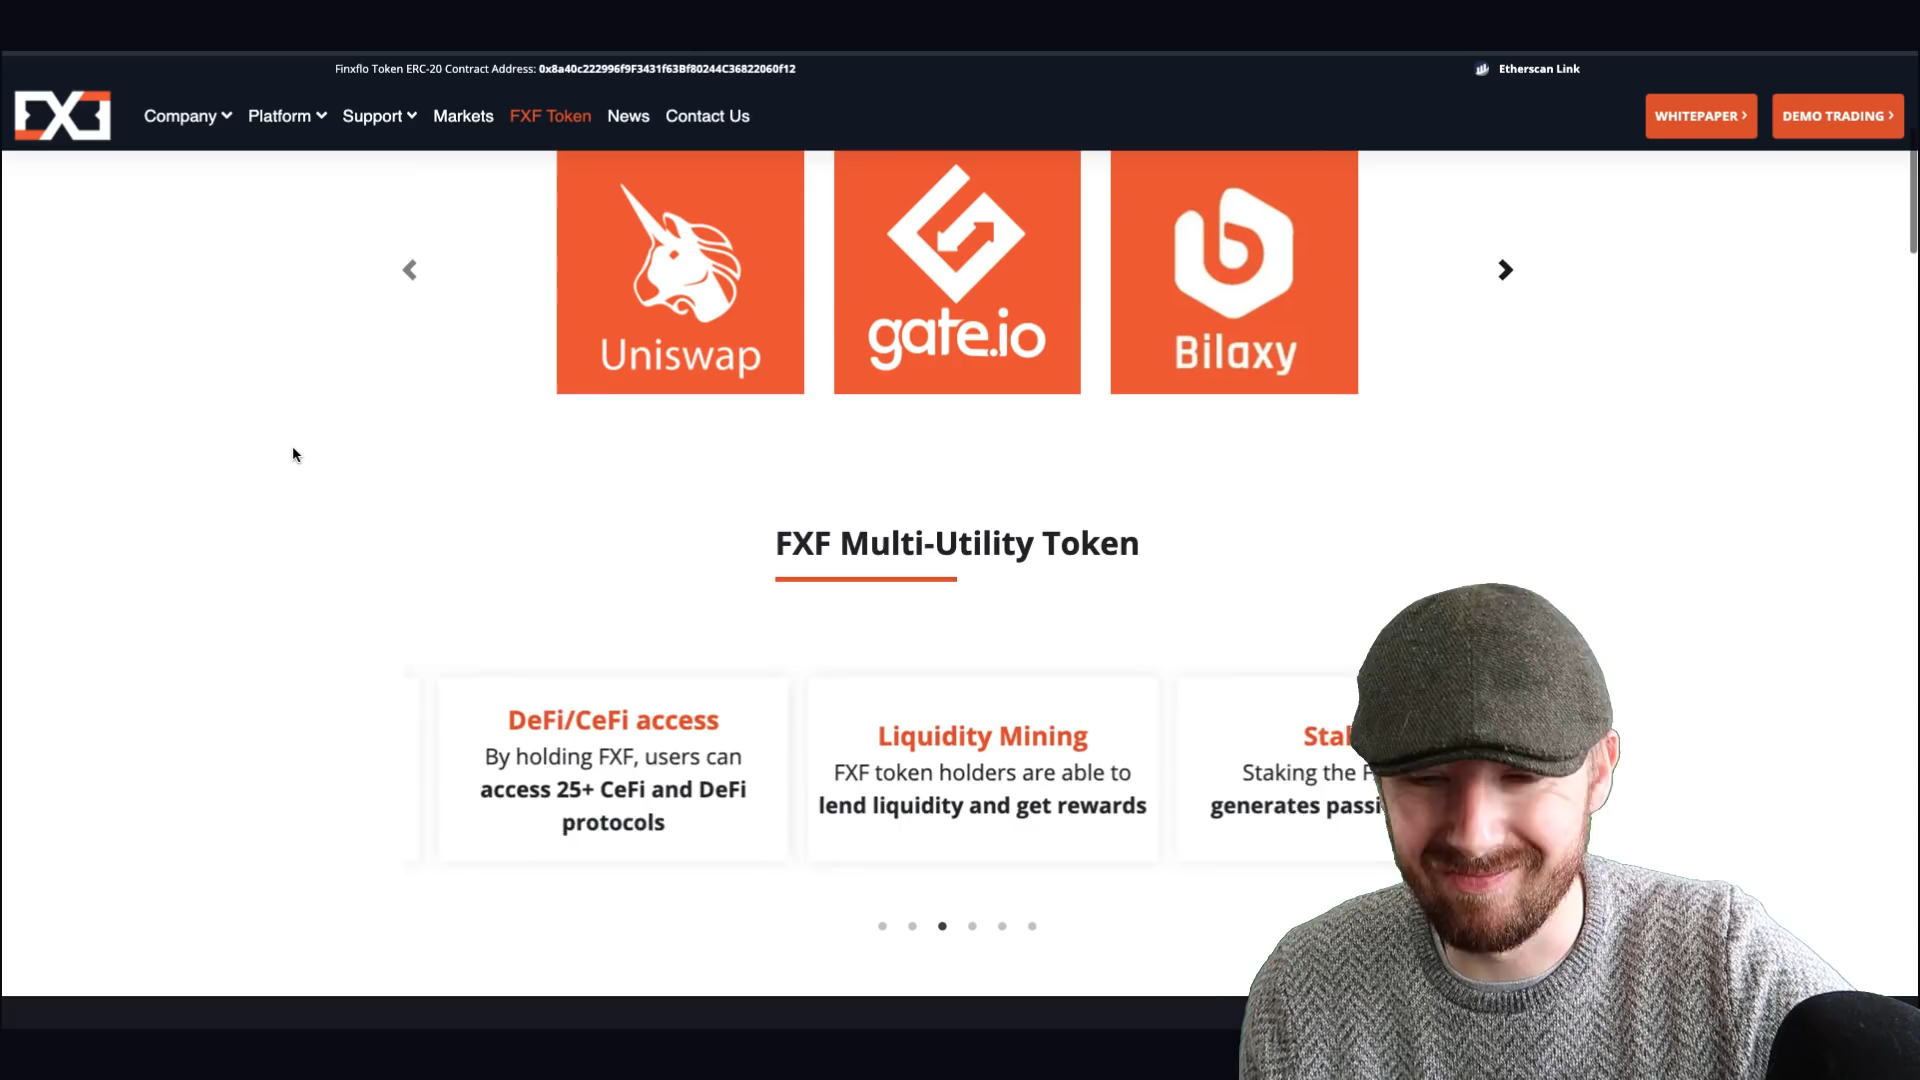 Finxflo Token ERC-20 Contract Address: 0x8a40c222996f9F3431f63Bf80244C36822060f12
Etherscan Link
FXF
Company Platform Support Markets FXF Token News Contact Us
WHITEPAPER DEMO TRADING
Uniswap
gate.io
Bilaxy
FXF Multi-Utility Token
DeFi/CeFi access
By holding FXF, users can
access 25+ CeFi and DeFi
protocols
Liquidity Mining
FXF token holders are able to
lend liquidity and get rewards
Staking the
generates